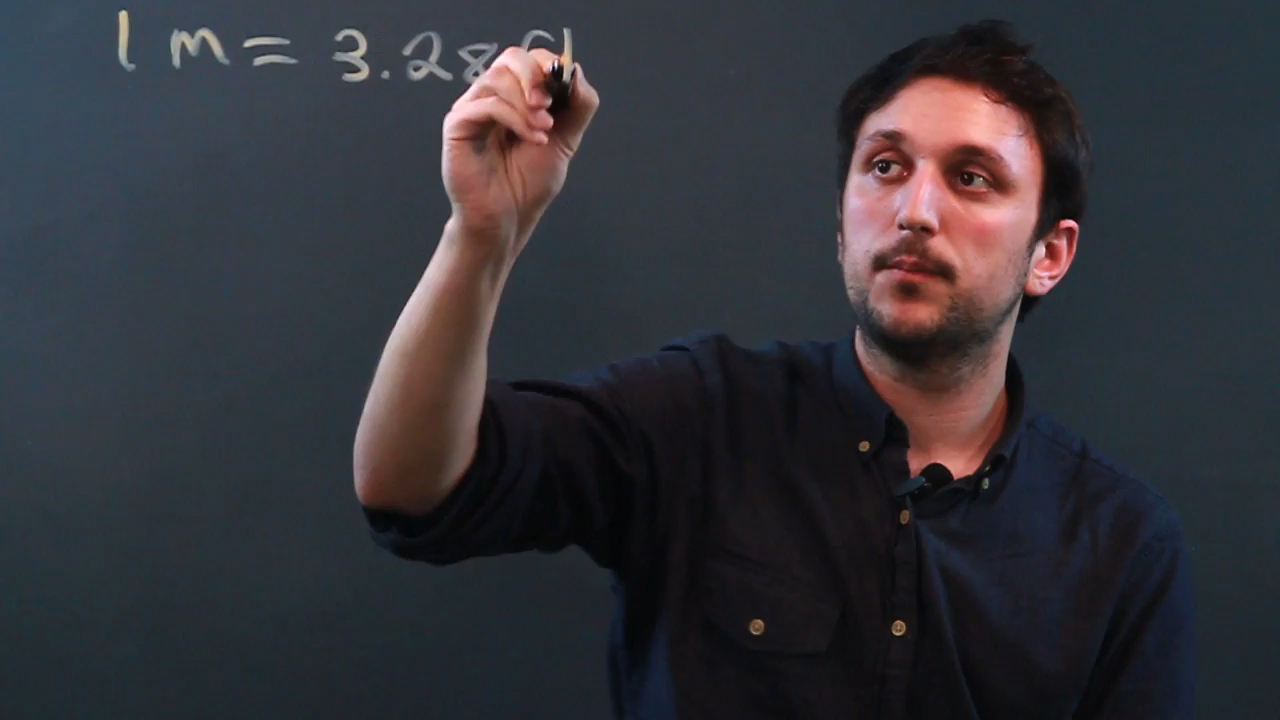 1 m = 3.28